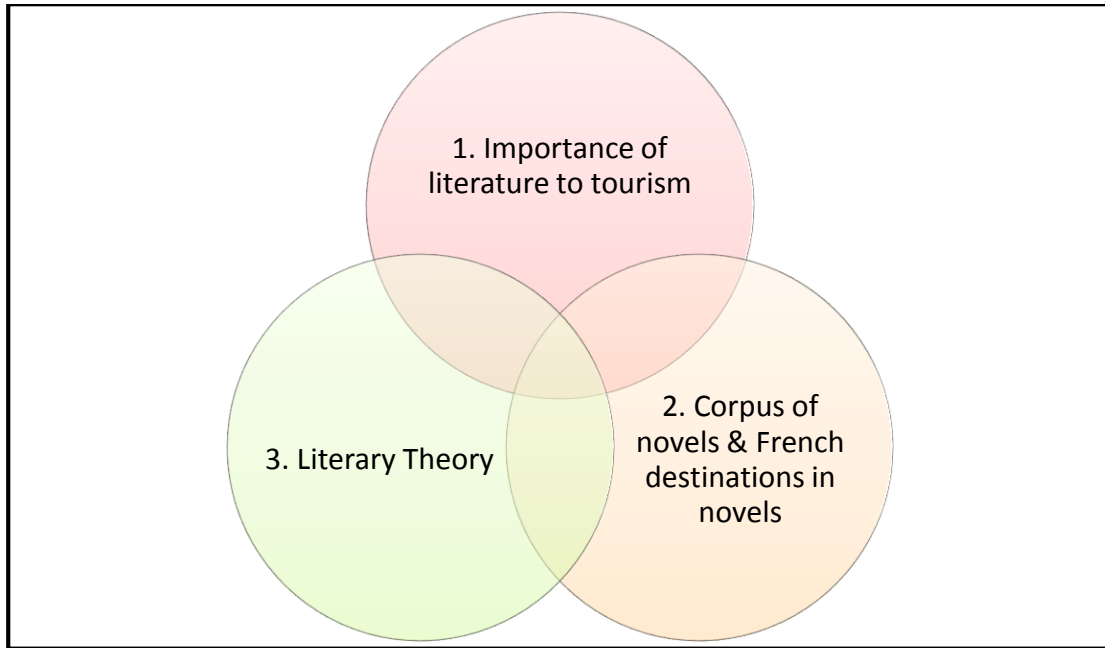 1. Importance of
literature to tourism
2. Corpus of
novels & French
destinations in
novels
3. Literary Theory